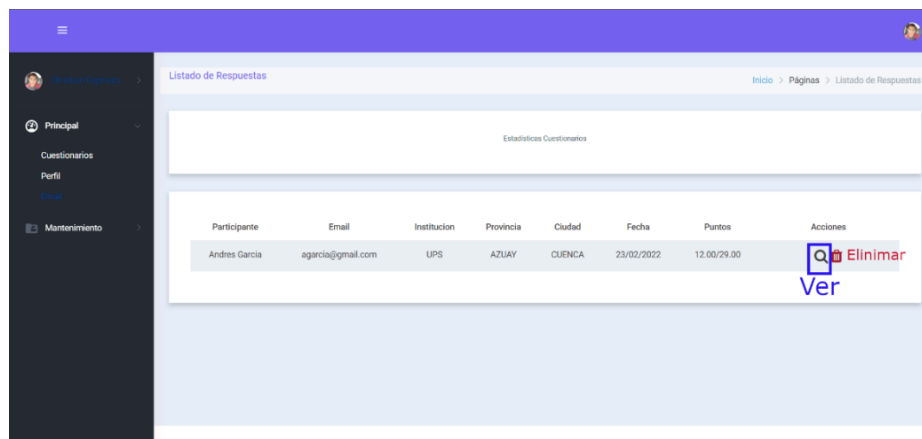 Listado de Respuestas
Inicio > Páginas > Listado de Respuestas
Principal
Cuestionarios
Perfil
Mantenimiento
Estadísticas Cuestionarios
Participante Email Institucion Provincia Ciudad Fecha Puntos Acciones
Andres Garcia agarcia@gmail.com UPS AZUAY CUENCA 23/02/2022 12.00/29.00 Elinimar
Ver